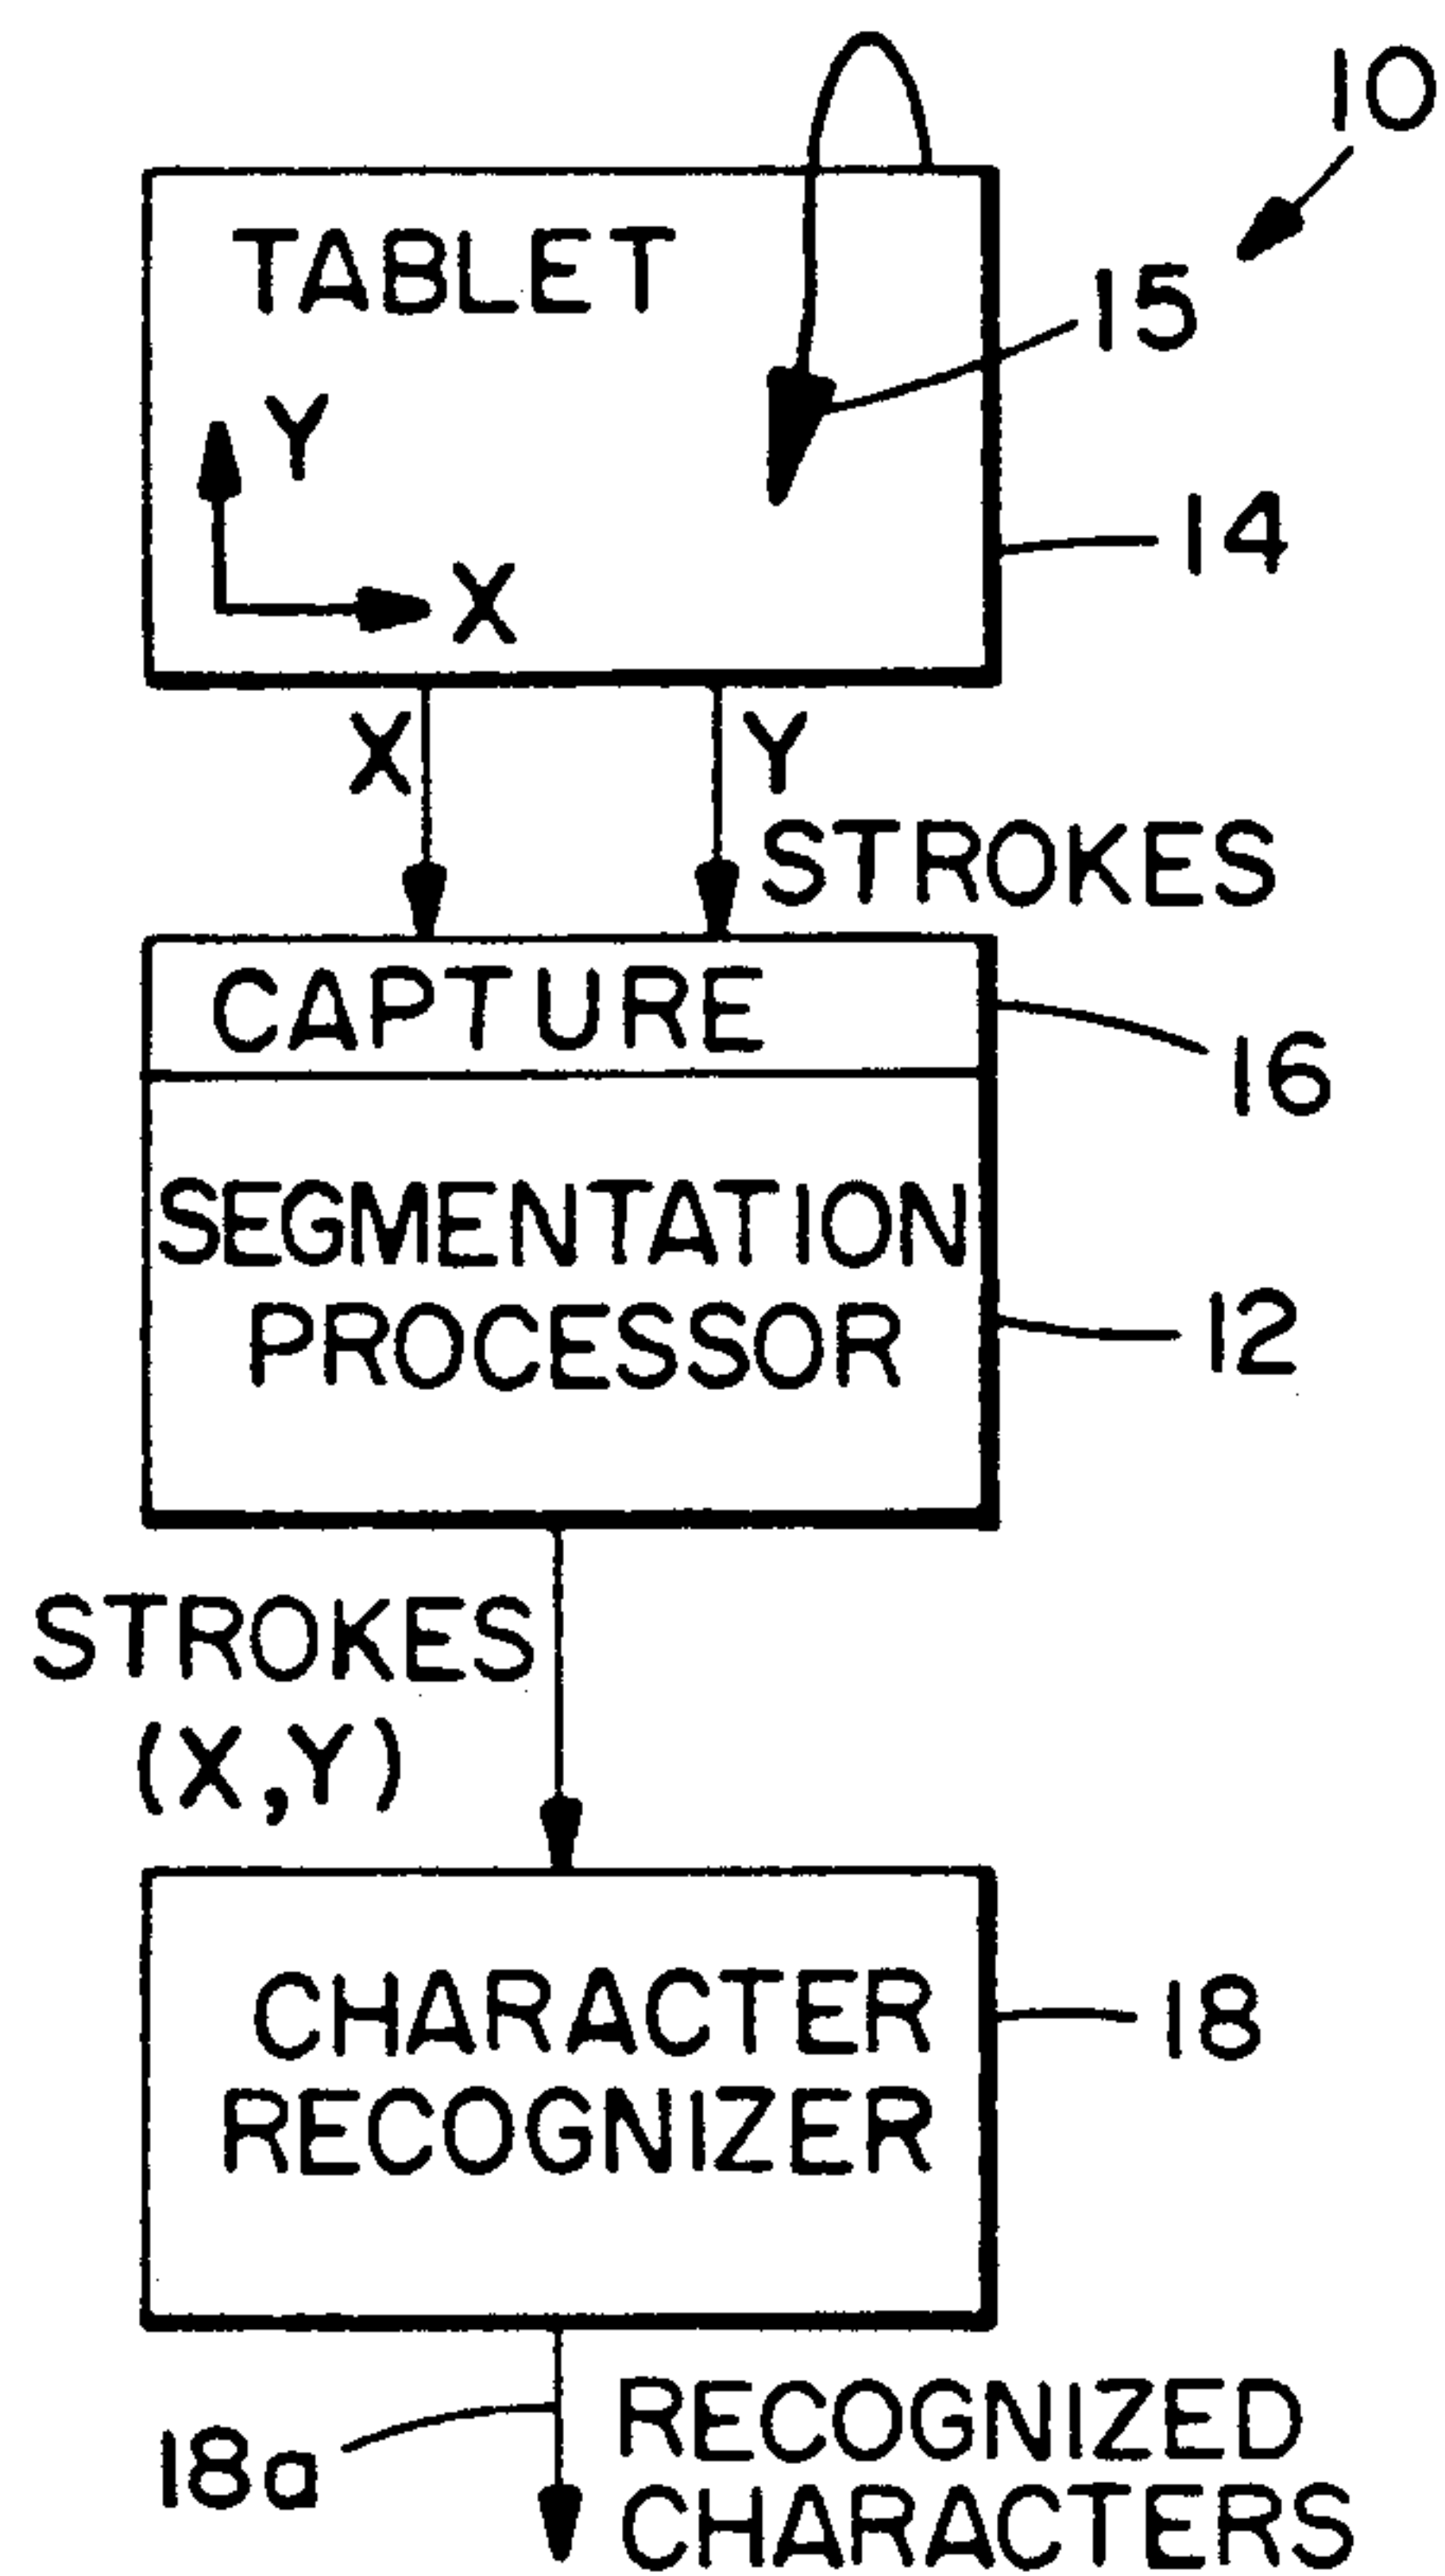 10
TABLET
15
Y
14
X
X
Y
STROKES
CAPTURE
16
SEGMENTATION
PROCESSOR
12
STROKES
(X,Y)
CHARACTER
RECOGNIZER
18
18a
RECOGNIZED
CHARACTERS